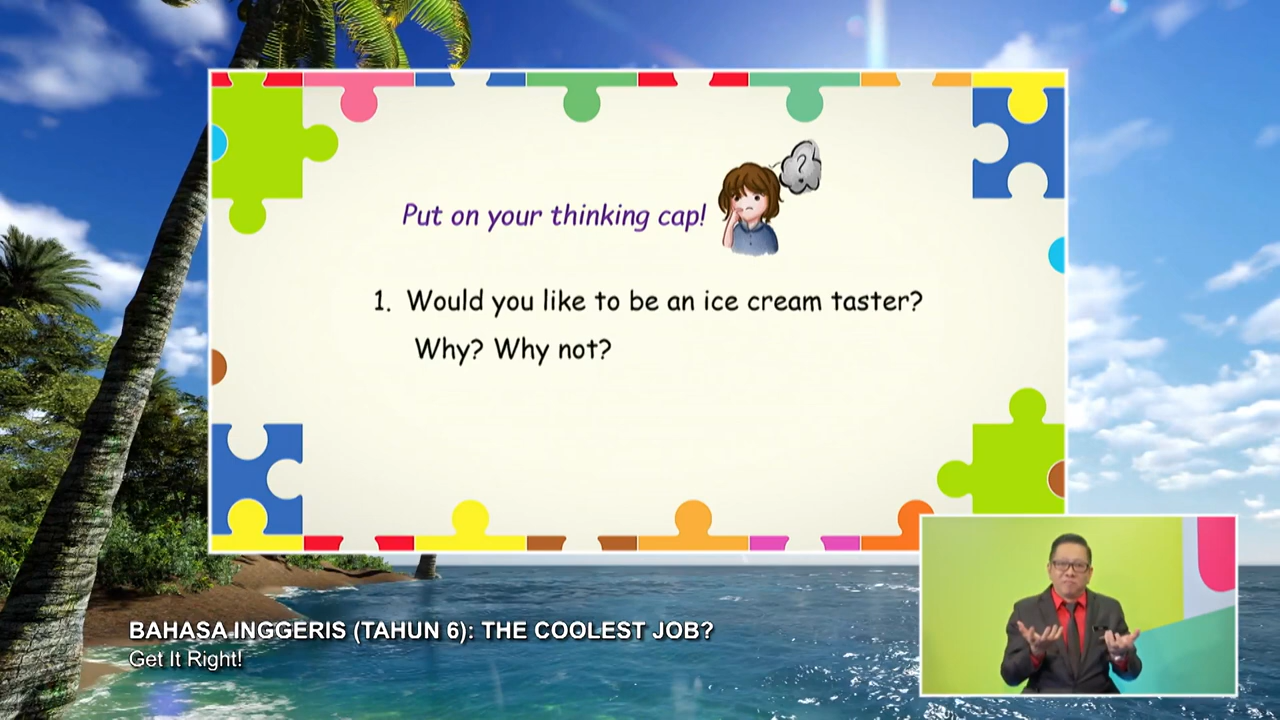 Put on your thinking cap!
?
1. Would you like to be an ice cream taster?
Why? Why not?
BAHASA INGGERIS (TAHUN 6): THE COOLEST JOB?
Get It Right!